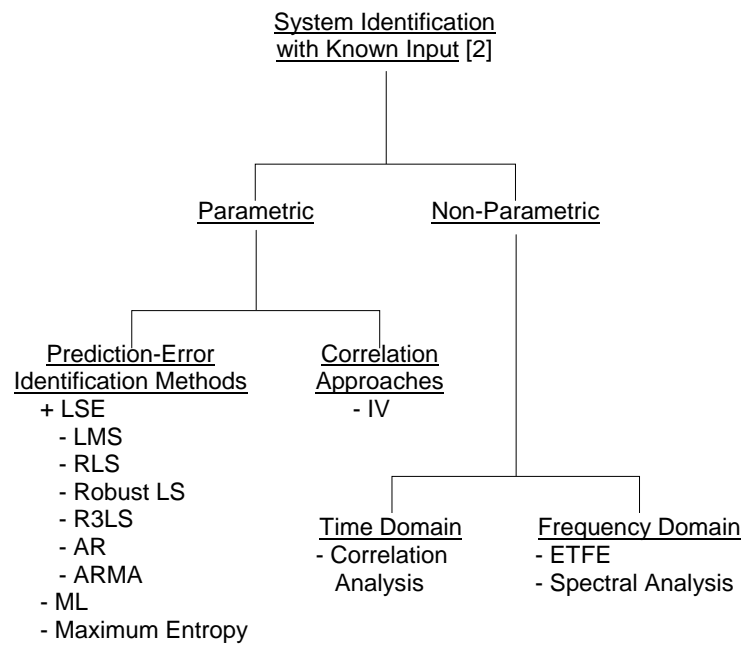 System Identification
with Known Input [2]
Parametric
Non-Parametric
Prediction-Error
Identification Methods
+ LSE
- LMS
- RLS
- Robust LS
- R3LS
- AR
- ARMA
- ML
- Maximum Entropy
Correlation
Approaches
- IV
Time Domain
- Correlation
Analysis
Frequency Domain
- ETFE
- Spectral Analysis